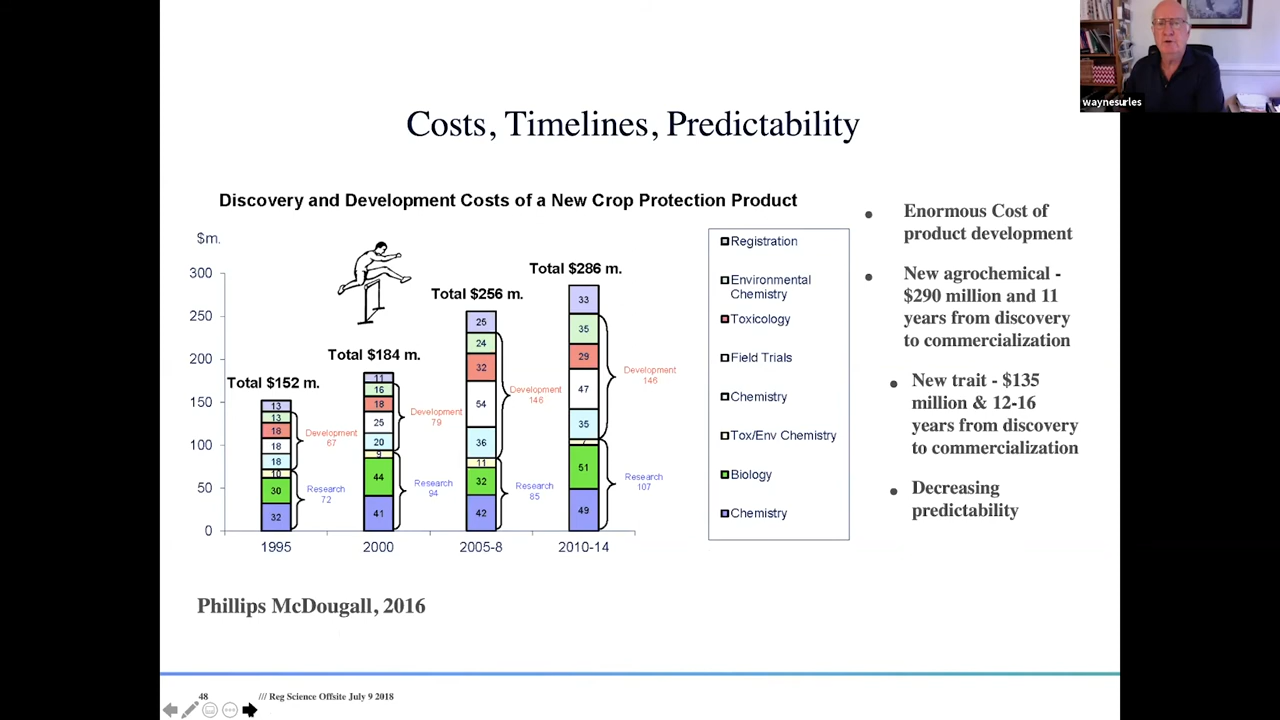 waynesurles
Costs, Timelines, Predictability
Discovery and Development Costs of a New Crop Protection Product
$m.
300
250
200
150
100
50
0
Total $152 m.
13
13
18
18
18
10
30
32
Development
67
Research
72
1995
Total $184 m.
11
16
18
25
20
9
44
41
Development
79
Research
94
2000
Total $256 m.
25
24
32
54
36
11
32
42
Development
146
Research
85
2005-8
Total $286 m.
33
35
29
47
35
7
51
49
Development
146
Research
107
2010-14
Registration
Environmental
Chemistry
Toxicology
Field Trials
Chemistry
Tox/Env Chemistry
Biology
Chemistry
• Enormous Cost of
product development
• New agrochemical -
$290 million and 11
years from discovery
to commercialization
• New trait - $135
million & 12-16
years from discovery
to commercialization
• Decreasing
predictability
Phillips McDougall, 2016
48
/// Reg Science Offsite July 9 2018